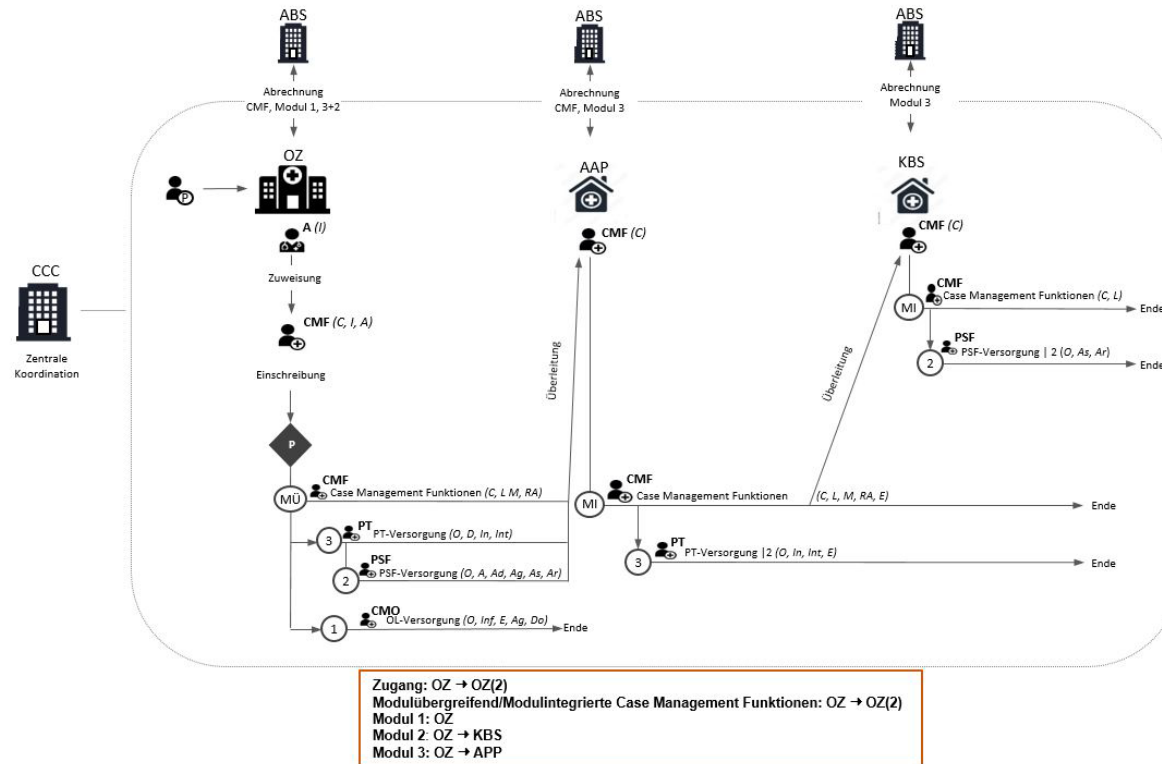 ABS
ABS
ABS
Abrechnung
CMF, Modul 1, 3+2
Abrechnung
CMF, Modul 3
Abrechnung
Modul 3
OZ
AAP
KBS
P
A (I)
CMF (C)
CMF (C)
CCC
Zentrale
Koordination
Zuweisung
CMF (C, I, A)
Einschreibung
Überleitung
Überleitung
MI
CMF
Case Management Funktionen (C, L)
Ende
PSF
2
PSF-Versorgung | 2 (O, As, Ar)
Ende
P
MÜ
CMF
Case Management Funktionen (C, L M, RA)
MI
CMF
Case Management Funktionen
(C, L, M, RA, E)
Ende
3
PT
PT-Versorgung (O, D, In, Int)
2
PSF
PSF-Versorgung (O, A, Ad, Ag, As, Ar)
3
PT
PT-Versorgung |2 (O, In, Int, E)
Ende
1
CMO
OL-Versorgung (O, Inf, E, Ag, Do)
Ende
Zugang: OZ → OZ(2)
Modulübergreifend/Modulintegrierte Case Management Funktionen: OZ → OZ(2)
Modul 1: OZ
Modul 2: OZ → KBS
Modul 3: OZ → APP